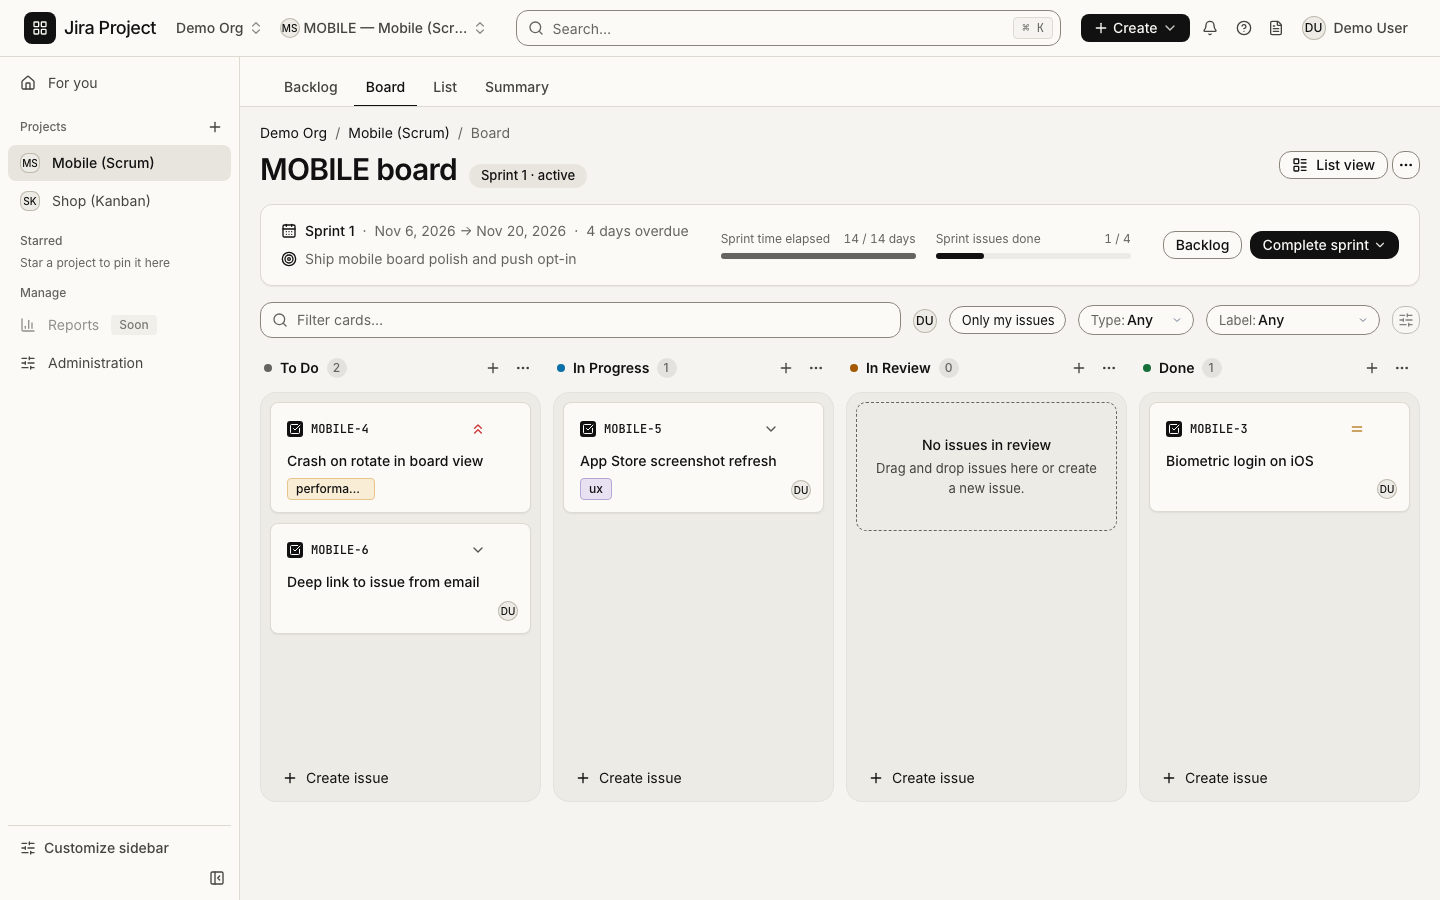 Jira Project
Demo Org
MS MOBILE — Mobile (Scr...
Search...
⌘ K
Create
DU Demo User
For you
Projects
MS Mobile (Scrum)
SK Shop (Kanban)
Starred
Star a project to pin it here
Manage
Reports Soon
Administration
Customize sidebar
Backlog Board List Summary
Demo Org / Mobile (Scrum) / Board
MOBILE board
Sprint 1 · active
List view
Sprint 1 · Nov 6, 2026 → Nov 20, 2026 · 4 days overdue
Ship mobile board polish and push opt-in
Sprint time elapsed 14 / 14 days
Sprint issues done 1 / 4
Backlog
Complete sprint
Filter cards...
DU
Only my issues
Type: Any
Label: Any
To Do 2
MOBILE-4
Crash on rotate in board view
performa...
MOBILE-6
Deep link to issue from email
DU
Create issue
In Progress 1
MOBILE-5
App Store screenshot refresh
ux
DU
Create issue
In Review 0
No issues in review
Drag and drop issues here or create
a new issue.
Create issue
Done 1
MOBILE-3
Biometric login on iOS
DU
Create issue